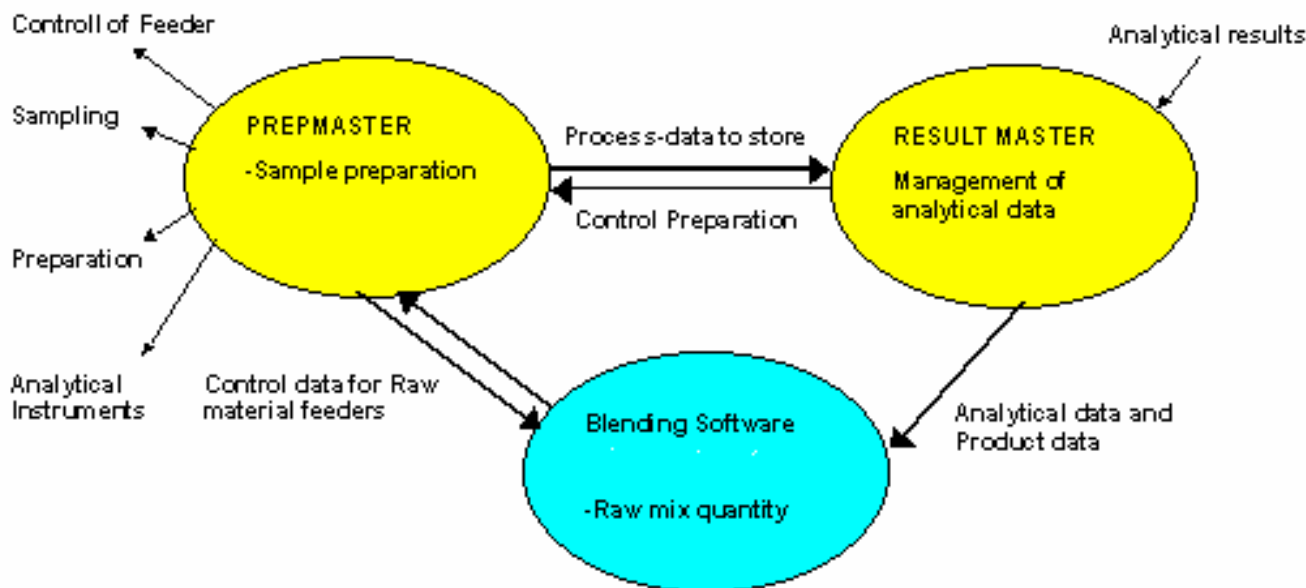 Controll of Feeder
Analytical results
Sampling
PREPMASTER
-Sample preparation
Process-data to store
RESULT MASTER
Management of
analytical data
Control Preparation
Preparation
Analytical
Instruments
Control data for Raw
material feeders
Blending Software
-Raw mix quantity
Analytical data and
Product data